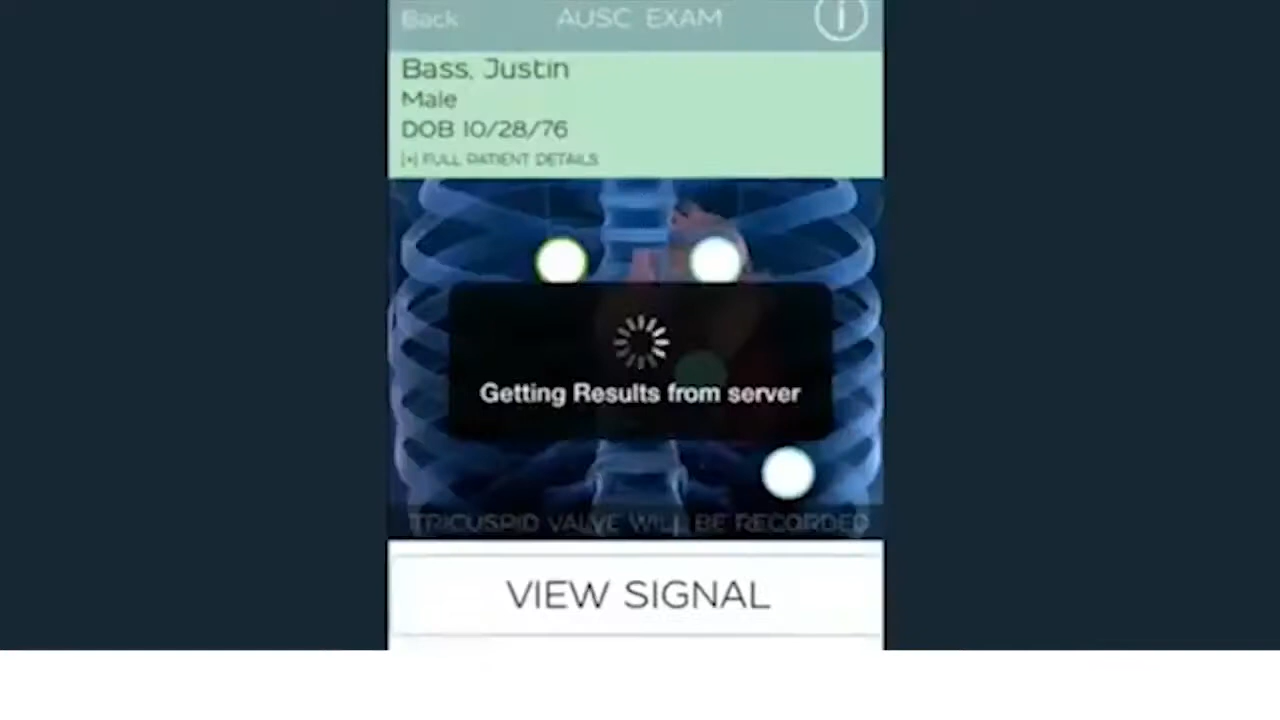 Back AUSC EXAM i
Bass, Justin
Male
DOB 10/28/76
[+] FULL PATIENT DETAILS
Getting Results from server
TRICUSPID VALVE WILL BE RECORDED
VIEW SIGNAL